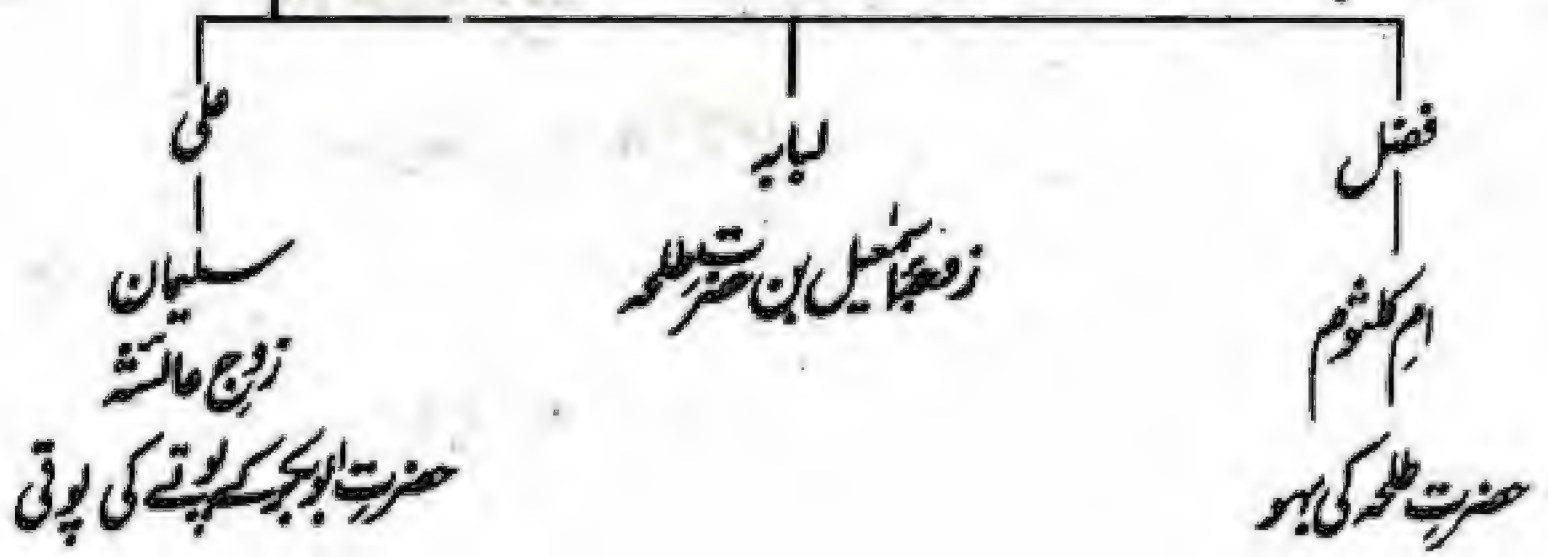 فضل
ام کلثوم
حضرتِ طلحہ کی بہو
لبابہ
زوجۂ اسمٰعیل بن حضرتِ طلحہ
علی
سلیمان
زوجِ عائشہ
حضرتِ ابوبکر کے پوتے کی پوتی